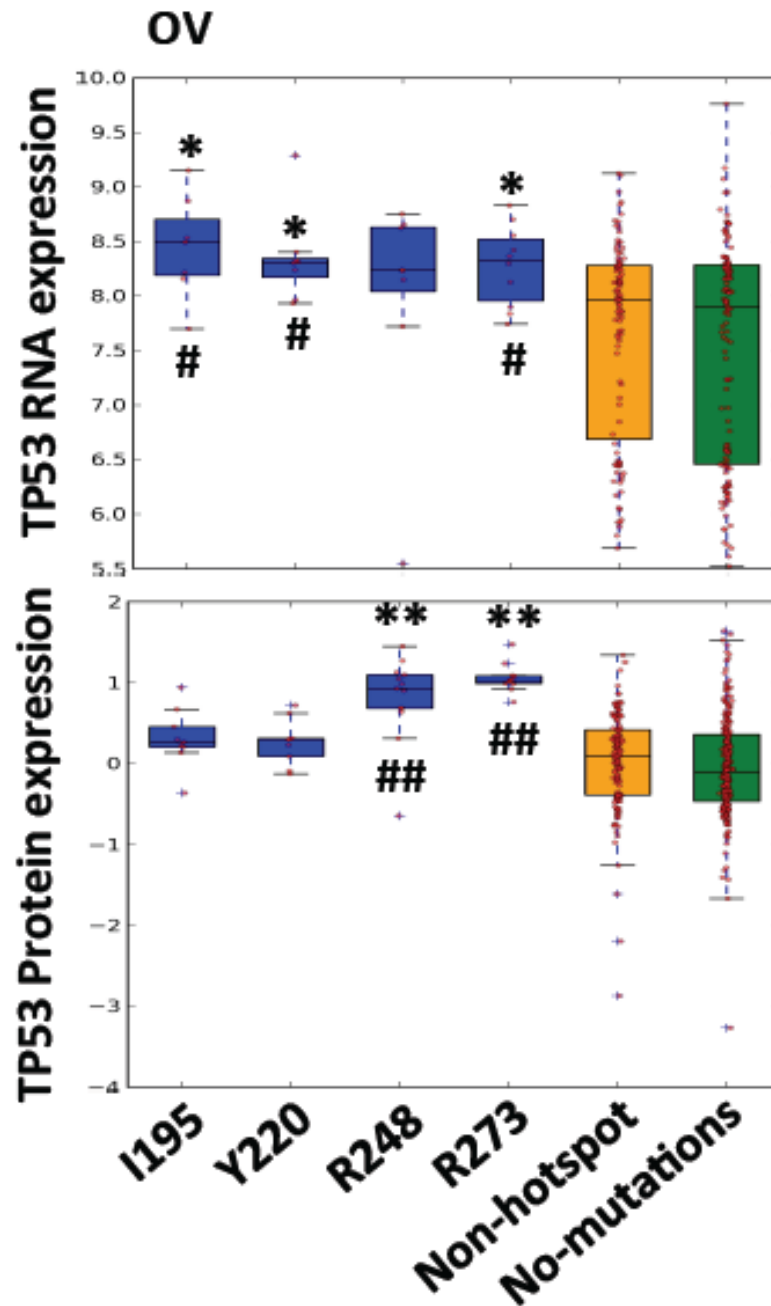 OV
TP53 RNA expression
10.0
9.5
9.0
8.5
8.0
7.5
7.0
6.5
6.0
5.5
* * *
# # #
TP53 Protein expression
2
1
0
−1
−2
−3
−4
** **
## ##
I195
Y220
R248
R273
Non-hotspot
No-mutations